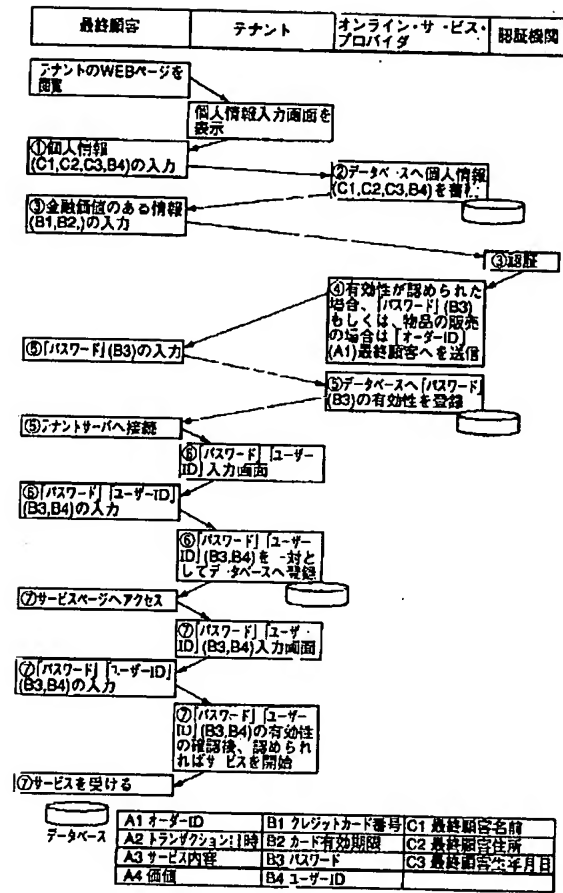 最終顧客 テナント オンライン・サービス・ 認証機関
プロバイダ
テナントのWEBページを
閲覧
個人情報入力画面を
表示
①個人情報
(C1,C2,C3,B4)の入力
②データベースへ個人情報
(C1,C2,C3,B4)を
③金融価値のある情報
(B1,B2,)の入力
③認証
④有効性が認められた
場合、「パスワード」(B3)
もしくは、物品の販売
の場合は「オーダーID」
(A1)最終顧客へを送信
⑤「パスワード」(B3)の入力
⑤データベースへ「パスワード」
(B3)の有効性を登録
⑤テナントサーバへ接続
⑥「パスワード」「ユーザー
ID」入力画面
⑥「パスワード」「ユーザーID」
(B3,B4)の入力
⑥「パスワード」「ユーザー
ID」(B3,B4)を一対と
してデータベースへ登録
⑦サービスページへアクセス
⑦「パスワード」「ユーザー
ID」(B3,B4)入力画面
⑦「パスワード」「ユーザーID」
(B3,B4)の入力
⑦「パスワード」「ユーザー
ID」(B3,B4)の有効性
の確認後、認められ
ればサービスを開始
⑦サービスを受ける
データベース
A1 オーダーID B1 クレジットカード番号 C1 最終顧客名前
A2 トランザクション日時 B2 カード有効期限 C2 最終顧客住所
A3 サービス内容 B3 パスワード C3 最終顧客生年月日
A4 価値 B4 ユーザーID